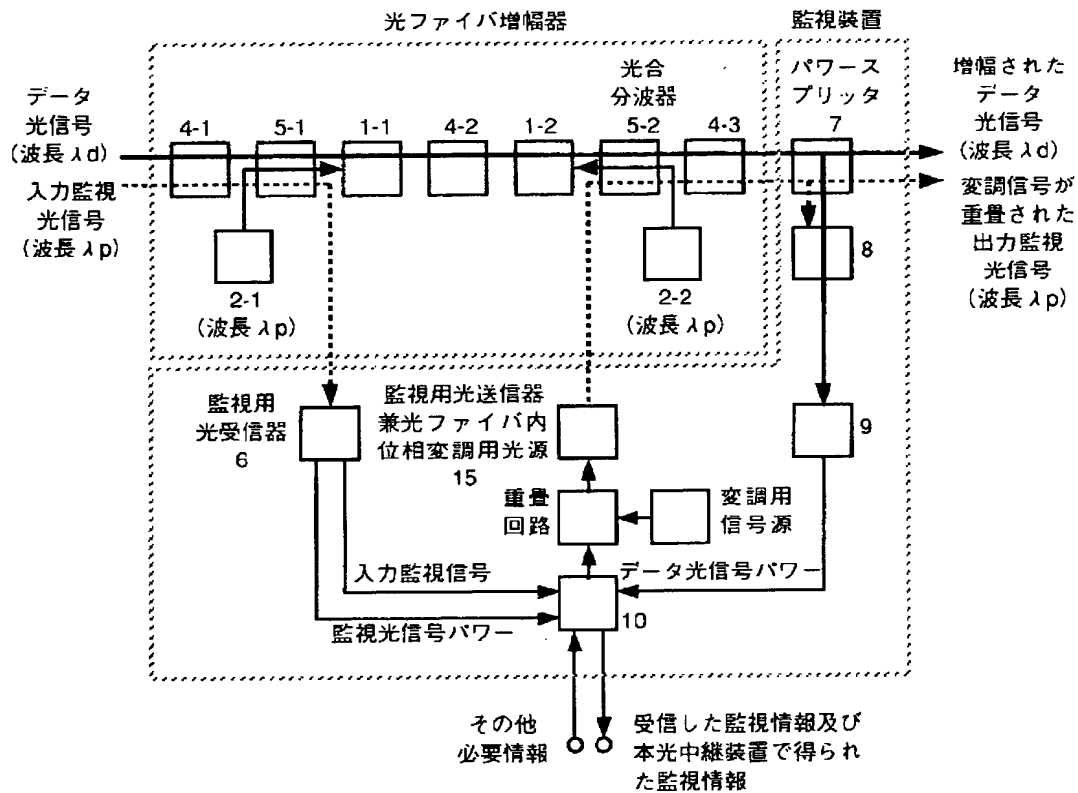 光ファイバ増幅器
監視装置
データ
光信号
(波長λd)
入力監視
光信号
(波長λp)
4-1
5-1
1-1
4-2
1-2
光合
分波器
5-2
4-3
パワース
プリッタ
7
増幅された
データ
光信号
(波長λd)
変調信号が
重畳された
出力監視
光信号
(波長λp)
2-1
(波長λp)
2-2
(波長λp)
8
監視用
光受信器
6
監視用光送信器
兼光ファイバ内
位相変調用光源
15
9
重畳
回路
変調用
信号源
入力監視信号
データ光信号パワー
監視光信号パワー
10
その他
必要情報
受信した監視情報及び
本光中継装置で得られ
た監視情報